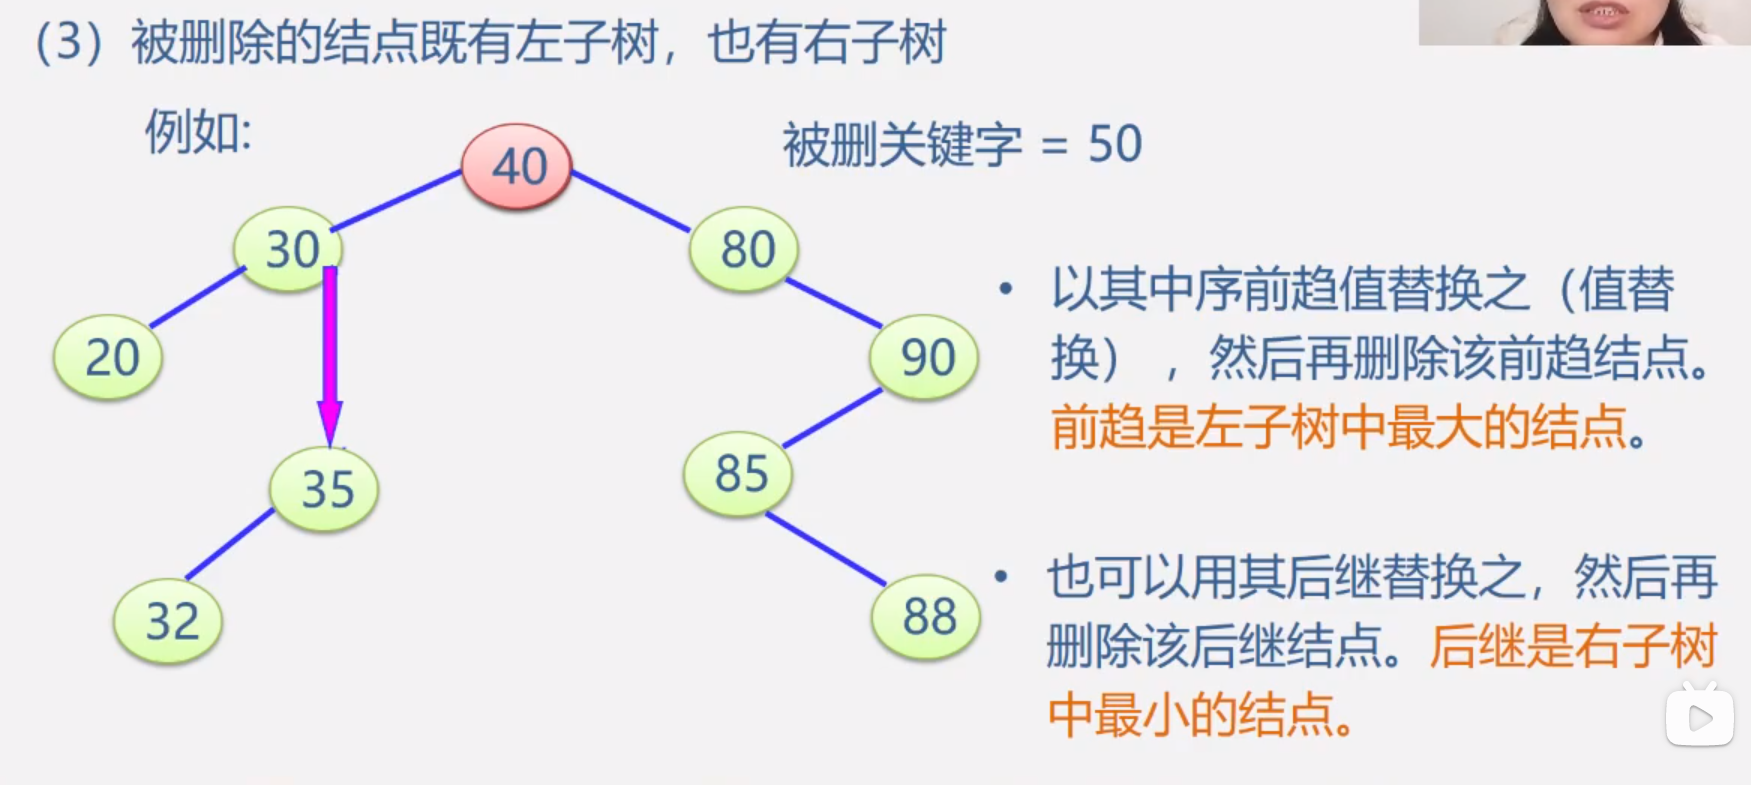 （3）被删除的结点既有左子树，也有右子树
例如:
被删关键字 = 50
40
30
80
20
90
35
85
32
88
• 以其中序前趋值替换之（值替
换），然后再删除该前趋结点。
前趋是左子树中最大的结点。
• 也可以用其后继替换之，然后再
删除该后继结点。后继是右子树
中最小的结点。